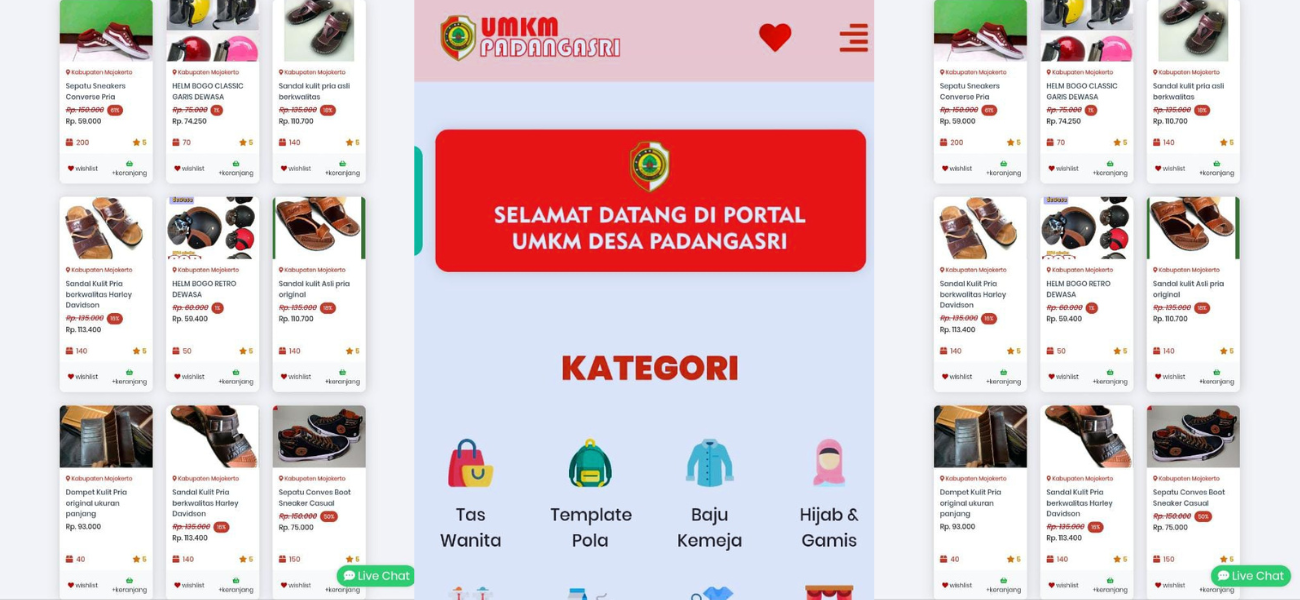 Kabupaten Mojokerto
Sepatu Sneakers
Converse Pria
Rp. 150.000 61%
Rp. 59.000
200 5
wishlist +keranjang
Kabupaten Mojokerto
HELM BOGO CLASSIC
GARIS DEWASA
Rp. 75.000 1%
Rp. 74.250
70 5
wishlist +keranjang
Kabupaten Mojokerto
Sandal kulit pria asli
berkwalitas
Rp. 135.000 18%
Rp. 110.700
140 5
wishlist +keranjang
Kabupaten Mojokerto
Sandal Kulit Pria
berkwalitas Harley
Davidson
Rp. 135.000 16%
Rp. 113.400
140 5
wishlist +keranjang
Kabupaten Mojokerto
HELM BOGO RETRO
DEWASA
Rp. 60.000 1%
Rp. 59.400
50 5
wishlist +keranjang
Kabupaten Mojokerto
Sandal kulit Asli pria
original
Rp. 135.000 18%
Rp. 110.700
140 5
wishlist +keranjang
Kabupaten Mojokerto
Dompet Kulit Pria
original ukuran
panjang
Rp. 93.000
40 5
wishlist +keranjang
Kabupaten Mojokerto
Sandal Kulit Pria
berkwalitas Harley
Davidson
Rp. 135.000 16%
Rp. 113.400
140 5
wishlist +keranjang
Kabupaten Mojokerto
Sepatu Conves Boot
Sneaker Casual
Rp. 150.000 50%
Rp. 75.000
150 5
wishlist +keranjang
Live Chat
UMKM
PADANGASRI
SELAMAT DATANG DI PORTAL
UMKM DESA PADANGASRI
KATEGORI
Tas
Wanita
Template
Pola
Baju
Kemeja
Hijab &
Gamis
Kabupaten Mojokerto
Sepatu Sneakers
Converse Pria
Rp. 150.000 61%
Rp. 59.000
200 5
wishlist +keranjang
Kabupaten Mojokerto
HELM BOGO CLASSIC
GARIS DEWASA
Rp. 75.000 1%
Rp. 74.250
70 5
wishlist +keranjang
Kabupaten Mojokerto
Sandal kulit pria asli
berkwalitas
Rp. 135.000 18%
Rp. 110.700
140 5
wishlist +keranjang
Kabupaten Mojokerto
Sandal Kulit Pria
berkwalitas Harley
Davidson
Rp. 135.000 16%
Rp. 113.400
140 5
wishlist +keranjang
Kabupaten Mojokerto
HELM BOGO RETRO
DEWASA
Rp. 60.000 1%
Rp. 59.400
50 5
wishlist +keranjang
Kabupaten Mojokerto
Sandal kulit Asli pria
original
Rp. 135.000 18%
Rp. 110.700
140 5
wishlist +keranjang
Kabupaten Mojokerto
Dompet Kulit Pria
original ukuran
panjang
Rp. 93.000
40 5
wishlist +keranjang
Kabupaten Mojokerto
Sandal Kulit Pria
berkwalitas Harley
Davidson
Rp. 135.000 16%
Rp. 113.400
140 5
wishlist +keranjang
Kabupaten Mojokerto
Sepatu Conves Boot
Sneaker Casual
Rp. 150.000 50%
Rp. 75.000
150 5
wishlist +keranjang
Live Chat